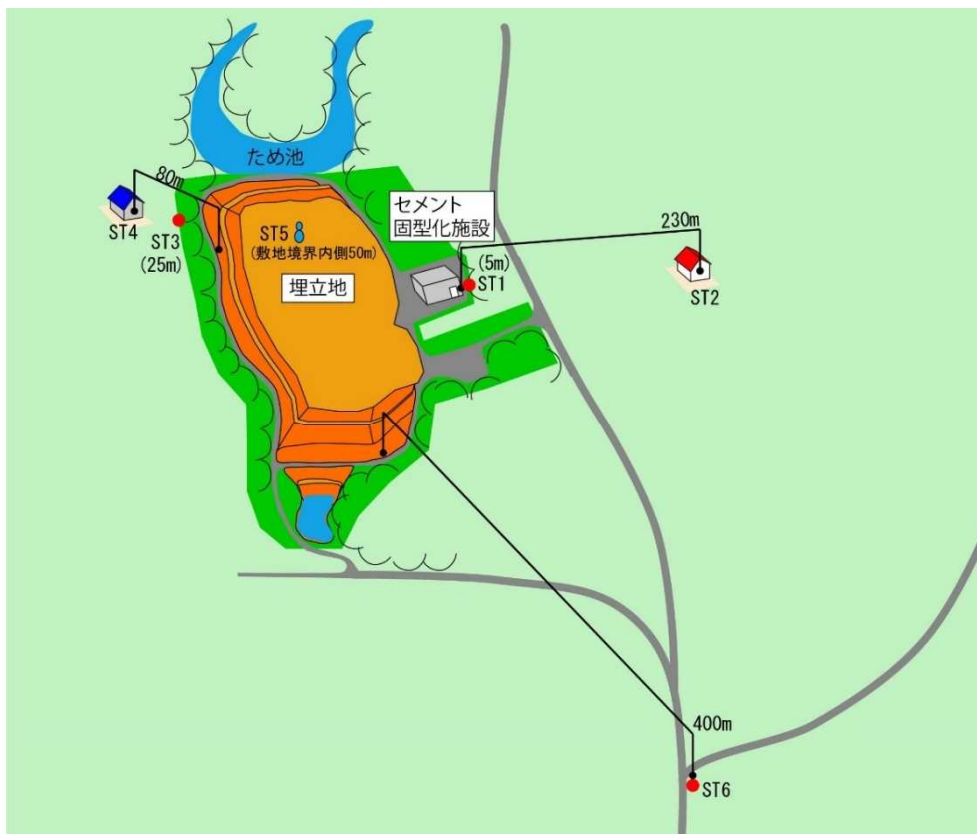 ため池
80m
セメント
固型化施設
230m
ST4
ST3
(25m)
ST5
(敷地境界内側50m)
(5m)
ST1
ST2
埋立地
400m
ST6